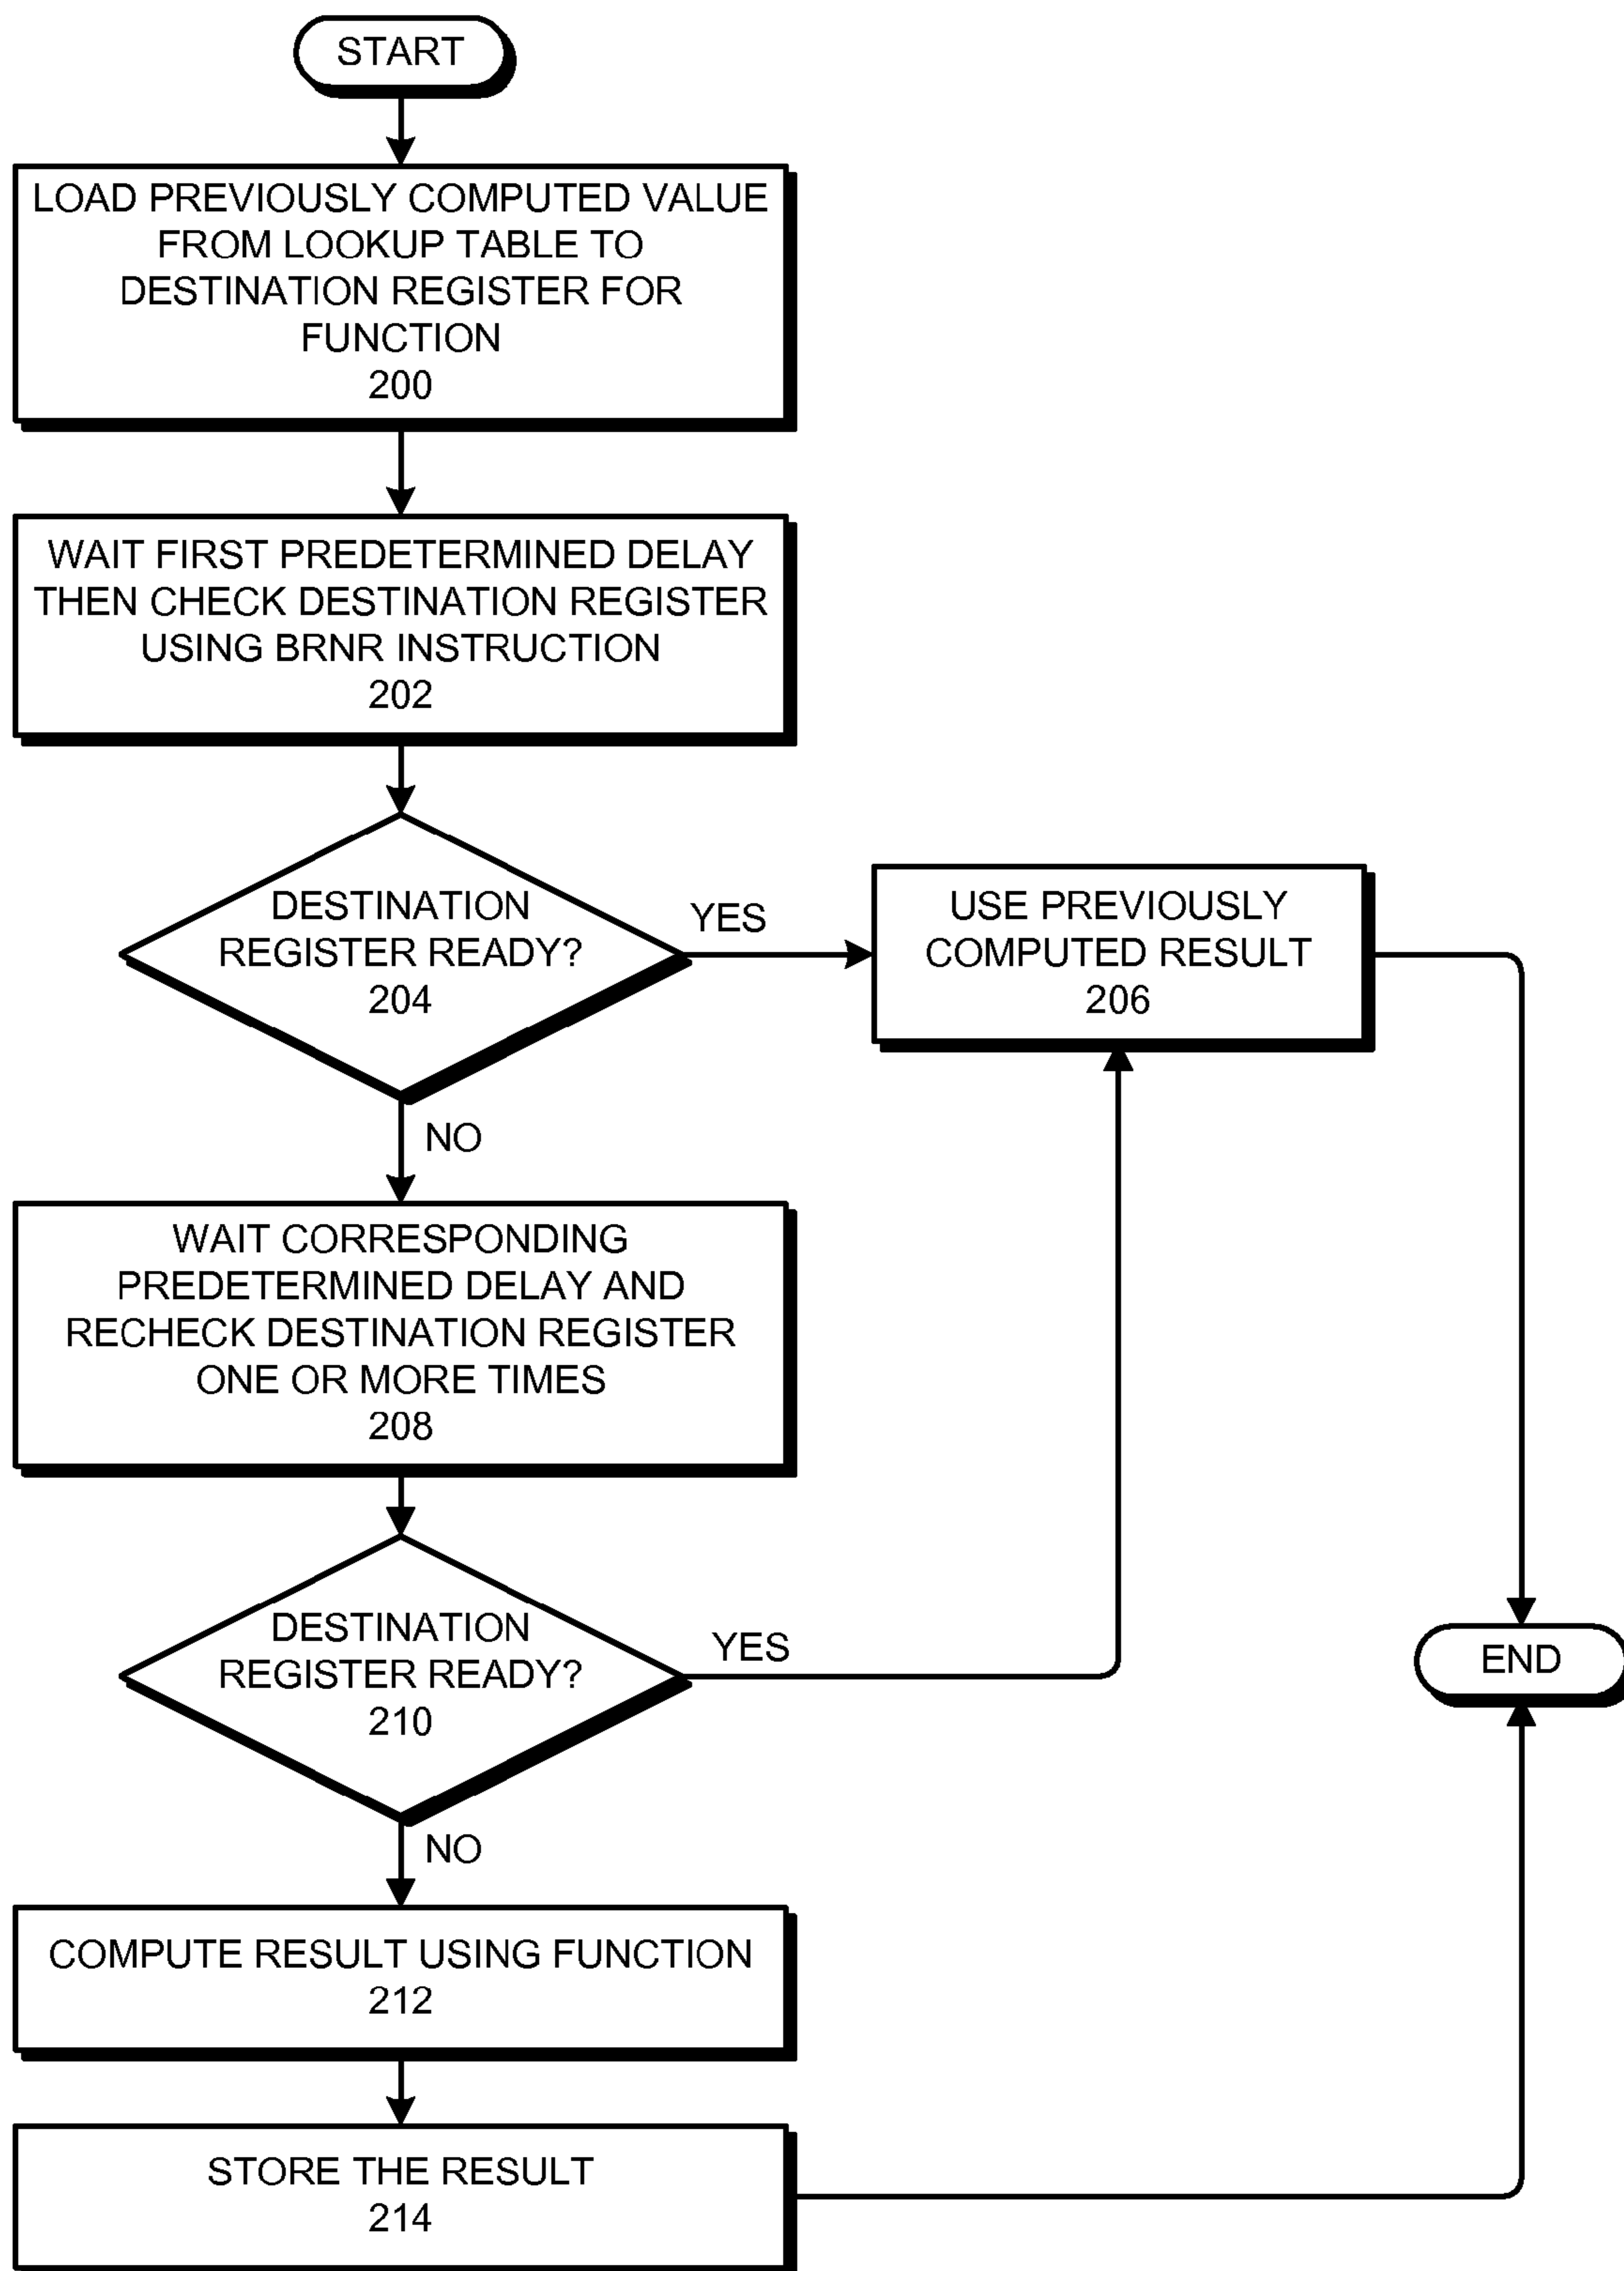 START
LOAD PREVIOUSLY COMPUTED VALUE
FROM LOOKUP TABLE TO
DESTINATION REGISTER FOR
FUNCTION
200
WAIT FIRST PREDETERMINED DELAY
THEN CHECK DESTINATION REGISTER
USING BRNR INSTRUCTION
202
DESTINATION
REGISTER READY?
204
YES
USE PREVIOUSLY
COMPUTED RESULT
206
NO
WAIT CORRESPONDING
PREDETERMINED DELAY AND
RECHECK DESTINATION REGISTER
ONE OR MORE TIMES
208
DESTINATION
REGISTER READY?
210
YES
END
NO
COMPUTE RESULT USING FUNCTION
212
STORE THE RESULT
214